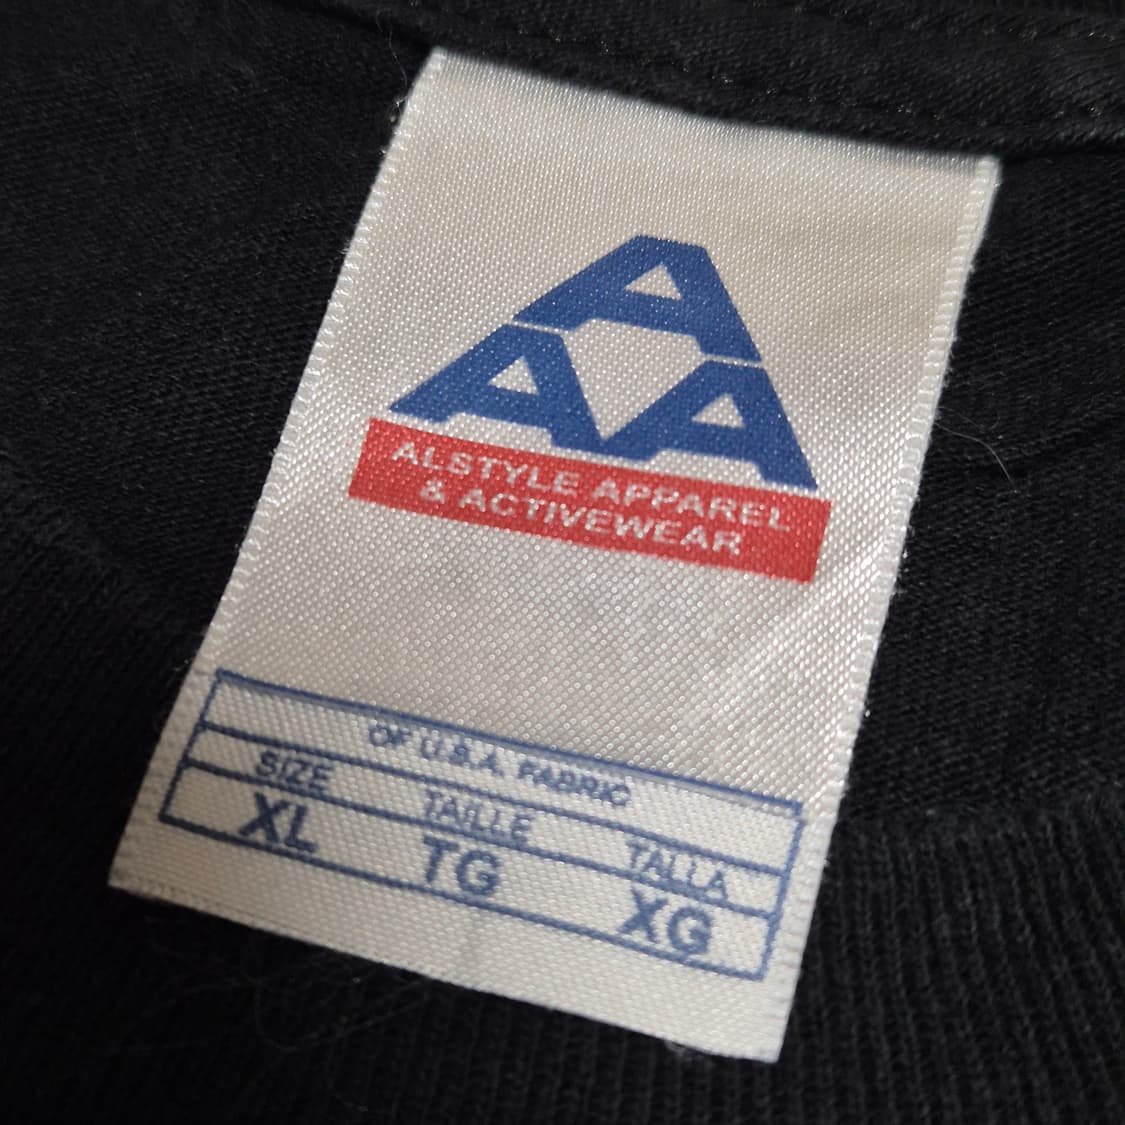 A
A A
ALSTYLE APPAREL
& ACTIVEWEAR
OF U.S.A. FABRIC
SIZE TAILLE TALLA
XL TG XG